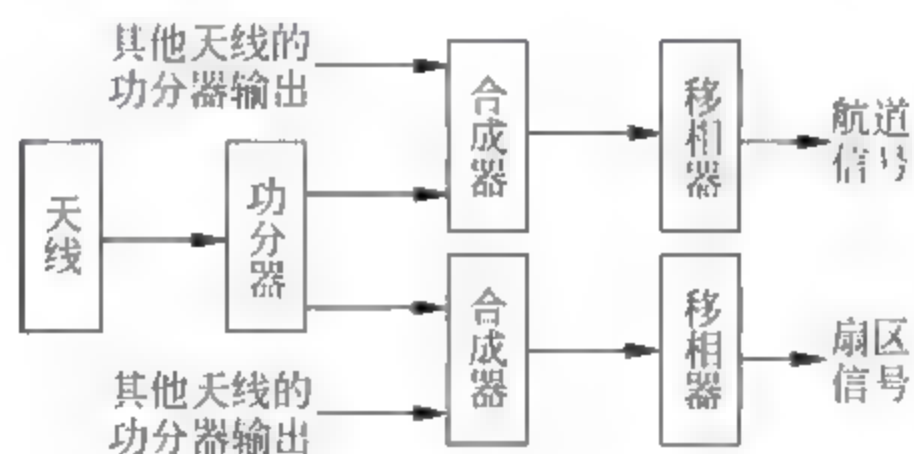 其他天线的
功分器输出
天线
功分器
合成器
移相器
航道
信号
合成器
移相器
扇区
信号
其他天线的
功分器输出